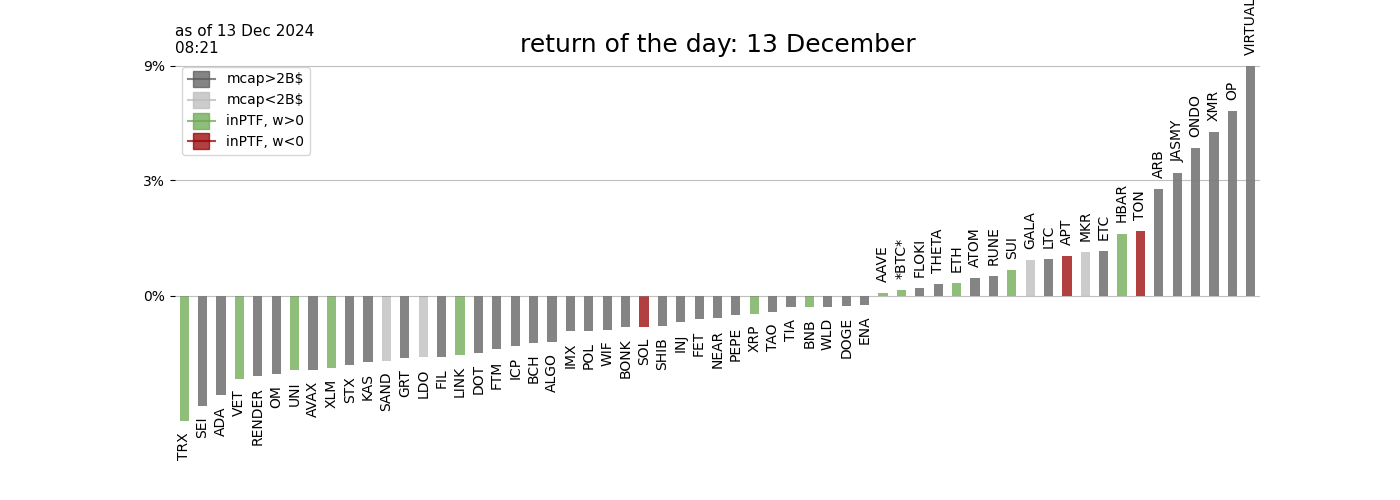 as of 13 Dec 2024
08:21
return of the day: 13 December
9%
3%
0%
mcap>2B$
mcap<2B$
inPTF, w>0
inPTF, w<0
TRX
SEI
ADA
VET
RENDER
OM
UNI
AVAX
XLM
STX
KAS
SAND
GRT
LDO
FIL
LINK
DOT
FTM
ICP
BCH
ALGO
IMX
POL
WIF
BONK
SOL
SHIB
INJ
FET
NEAR
PEPE
XRP
TAO
TIA
BNB
WLD
DOGE
ENA
AAVE
*BTC*
FLOKI
THETA
ETH
ATOM
RUNE
SUI
GALA
LTC
APT
MKR
ETC
HBAR
TON
ARB
JASMY
ONDO
XMR
OP
VIRTUAL